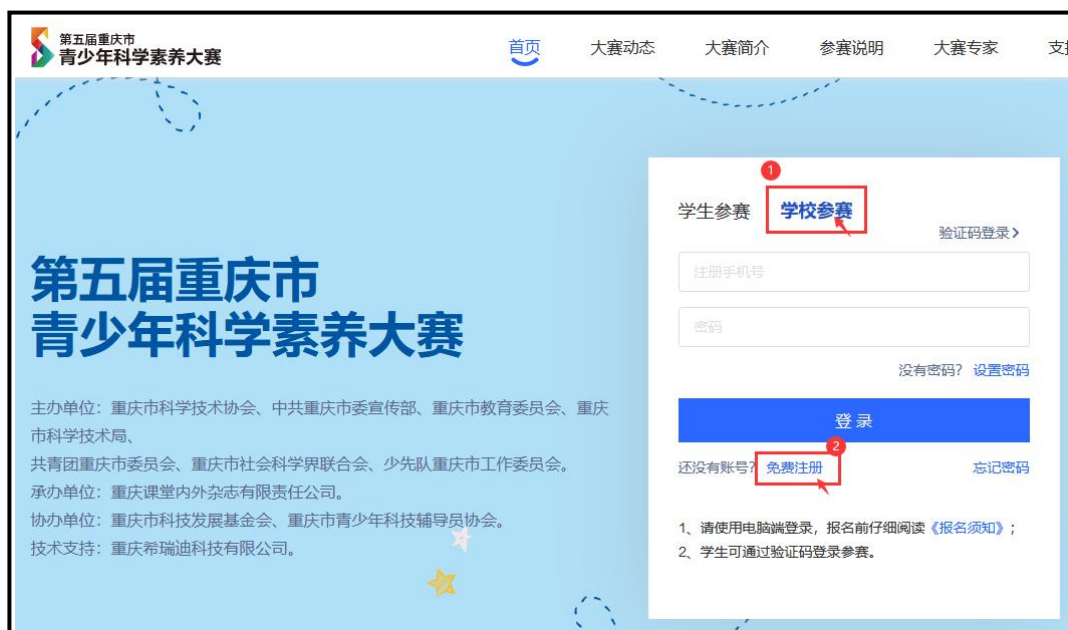 第五届重庆市
青少年科学素养大赛
首页 大赛动态 大赛简介 参赛说明 大赛专家 支
1
学生参赛 学校参赛
验证码登录>
注册手机号
密码
没有密码？ 设置密码
登录
2
还没有账号？ 免费注册 忘记密码
1、请使用电脑端登录，报名前仔细阅读《报名须知》；
2、学生可通过验证码登录参赛。
第五届重庆市
青少年科学素养大赛
主办单位：重庆市科学技术协会、中共重庆市委宣传部、重庆市教育委员会、重庆
市科学技术局、
共青团重庆市委员会、重庆市社会科学界联合会、少先队重庆市工作委员会。
承办单位：重庆课堂内外杂志有限责任公司。
协办单位：重庆市科技发展基金会、重庆市青少年科技辅导员协会。
技术支持：重庆希瑞迪科技有限公司。